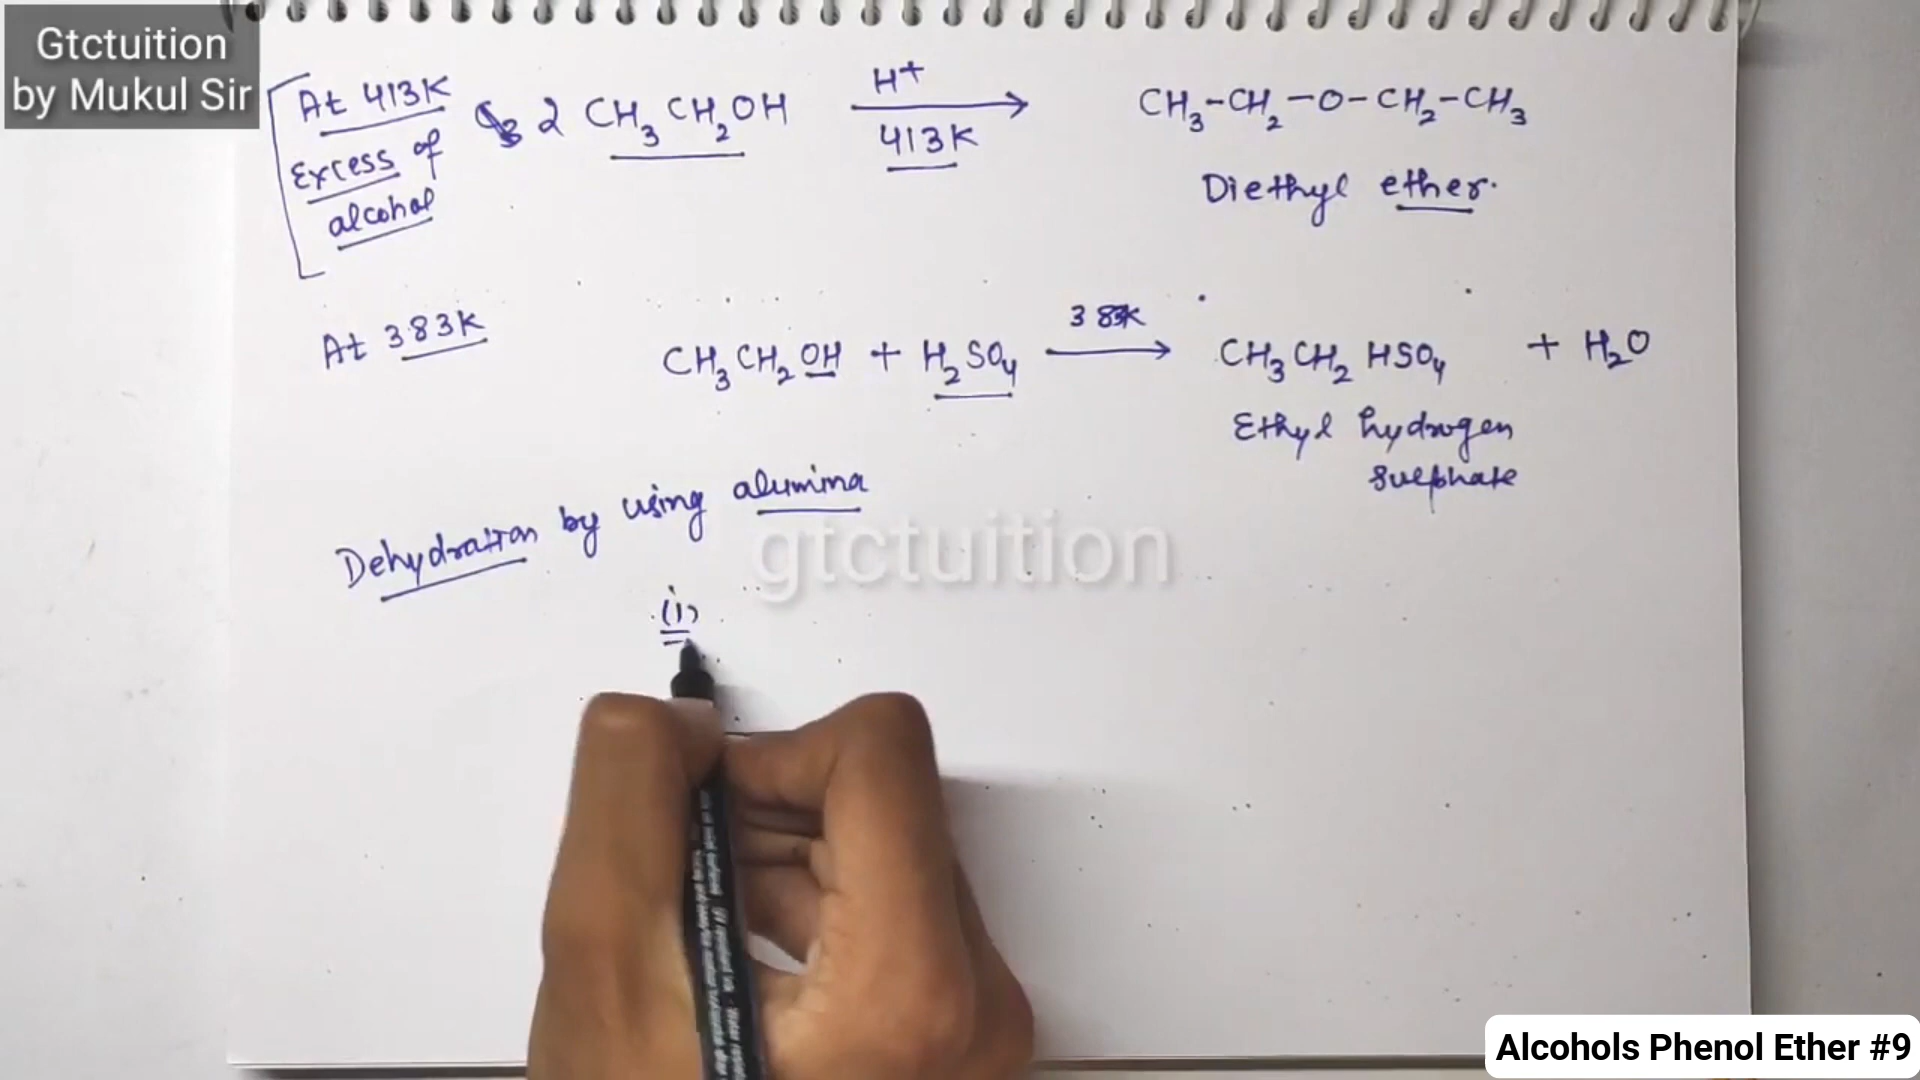 Gtctuition
by Mukul Sir
At 413K
Excess of
alcohol
2 CH₃CH₂OH
H⁺
413K
CH₃-CH₂-O-CH₂-CH₃
Diethyl ether.
At 383K
CH₃CH₂OH + H₂SO₄
383K
CH₃CH₂HSO₄ + H₂O
Ethyl hydrogen
sulphate
Dehydration by using alumina
gtctuition
(i)
Alcohols Phenol Ether #9